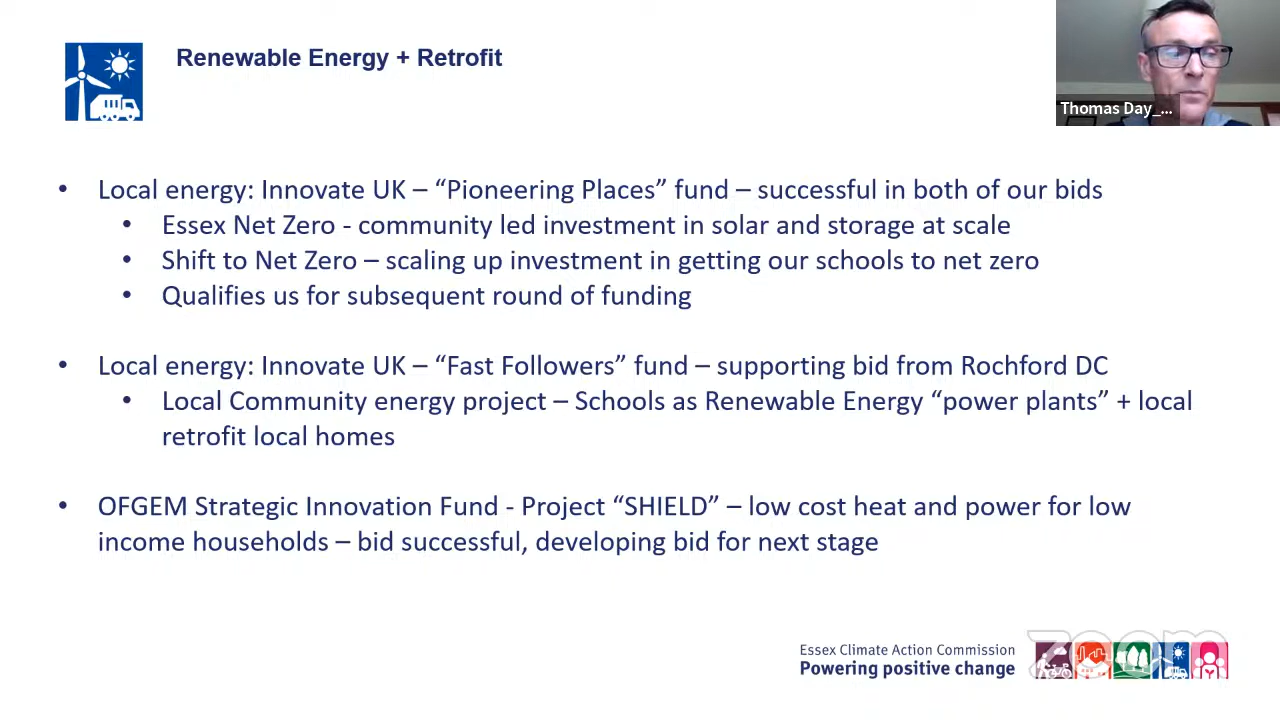 Renewable Energy + Retrofit
Thomas Day_...
• Local energy: Innovate UK – “Pioneering Places” fund – successful in both of our bids
• Essex Net Zero - community led investment in solar and storage at scale
• Shift to Net Zero – scaling up investment in getting our schools to net zero
• Qualifies us for subsequent round of funding
• Local energy: Innovate UK – “Fast Followers” fund – supporting bid from Rochford DC
• Local Community energy project – Schools as Renewable Energy “power plants” + local
retrofit local homes
• OFGEM Strategic Innovation Fund - Project “SHIELD” – low cost heat and power for low
income households – bid successful, developing bid for next stage
Essex Climate Action Commission
Powering positive change
zoom